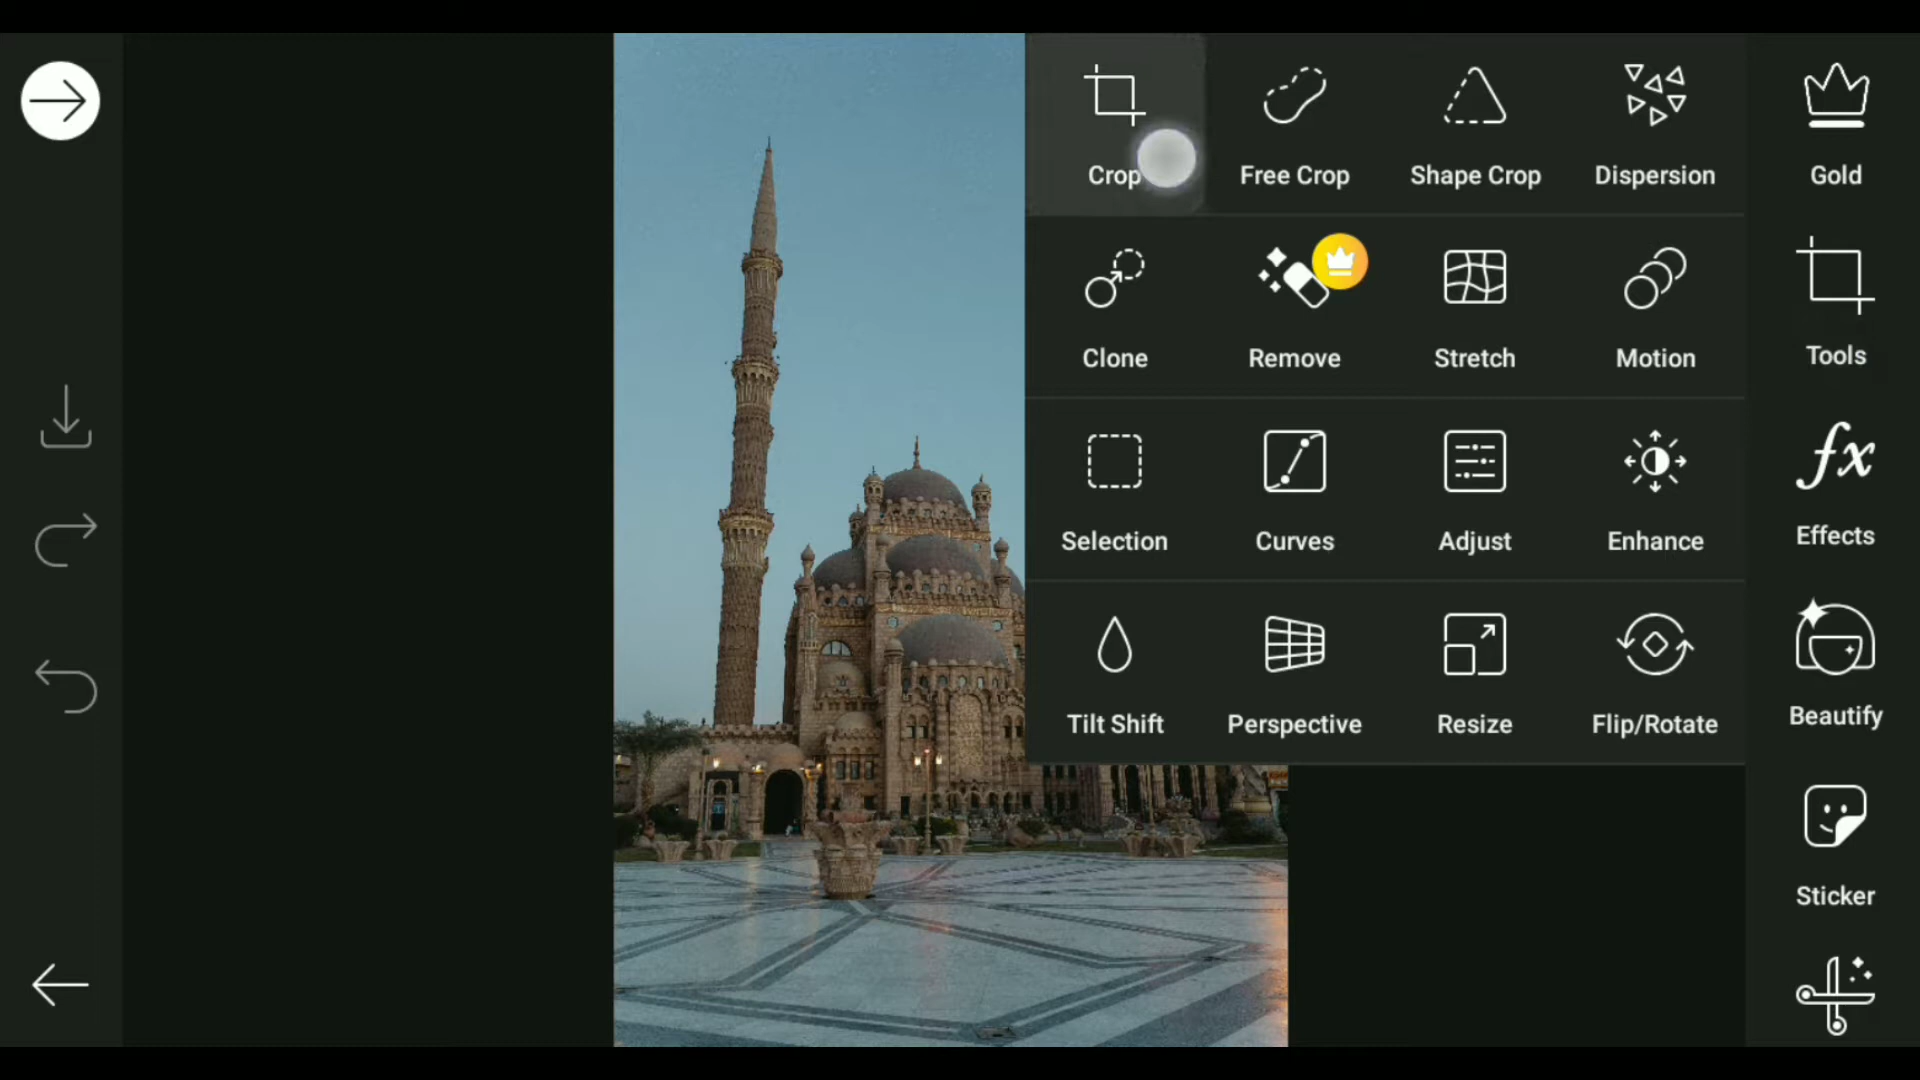 Crop Free Crop Shape Crop Dispersion Gold
Clone Remove Stretch Motion Tools
Selection Curves Adjust Enhance Effects
Tilt Shift Perspective Resize Flip/Rotate Beautify
Sticker